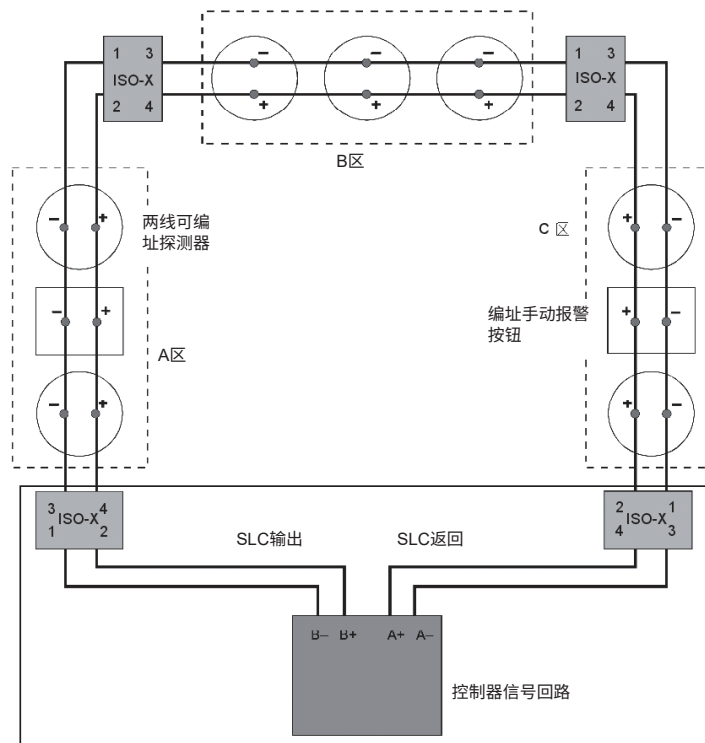 1 3
ISO-X
2 4
1 3
ISO-X
2 4
− − −
+ + +
B区
− +
两线可编
址探测器
− +
A区
− +
C 区
+ −
编址手动报警
按钮
+ −
+ −
3 4
ISO-X
1 2
2 1
ISO-X
4 3
SLC输出
SLC返回
B− B+ A+ A−
控制器信号回路